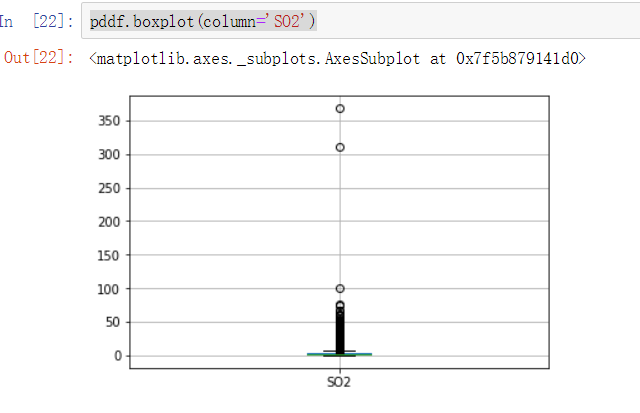 In [22]: pddf.boxplot(column='SO2')
Out[22]: <matplotlib.axes._subplots.AxesSubplot at 0x7f5b879141d0>
350
300
250
200
150
100
50
0
SO2